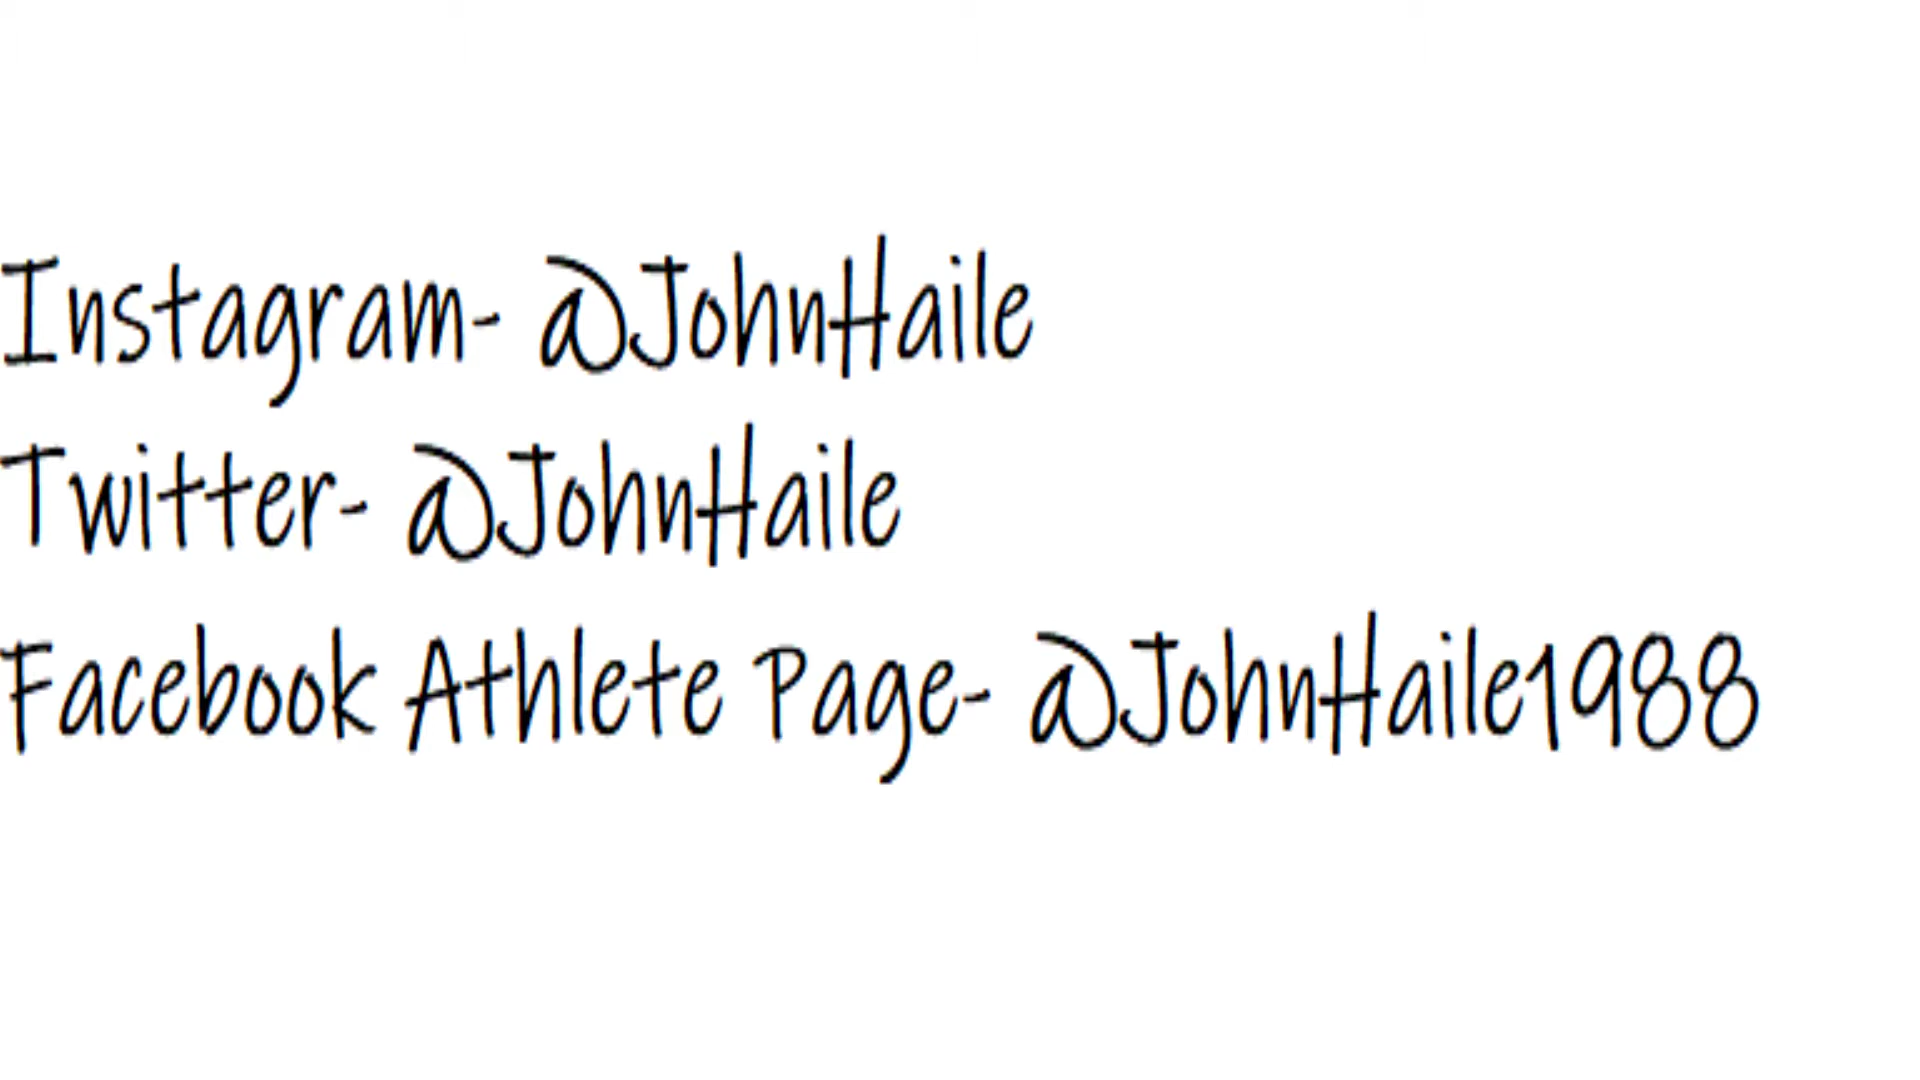 Instagram- @JohnHaile
Twitter- @JohnHaile
Facebook Athlete Page- @JohnHaile1988